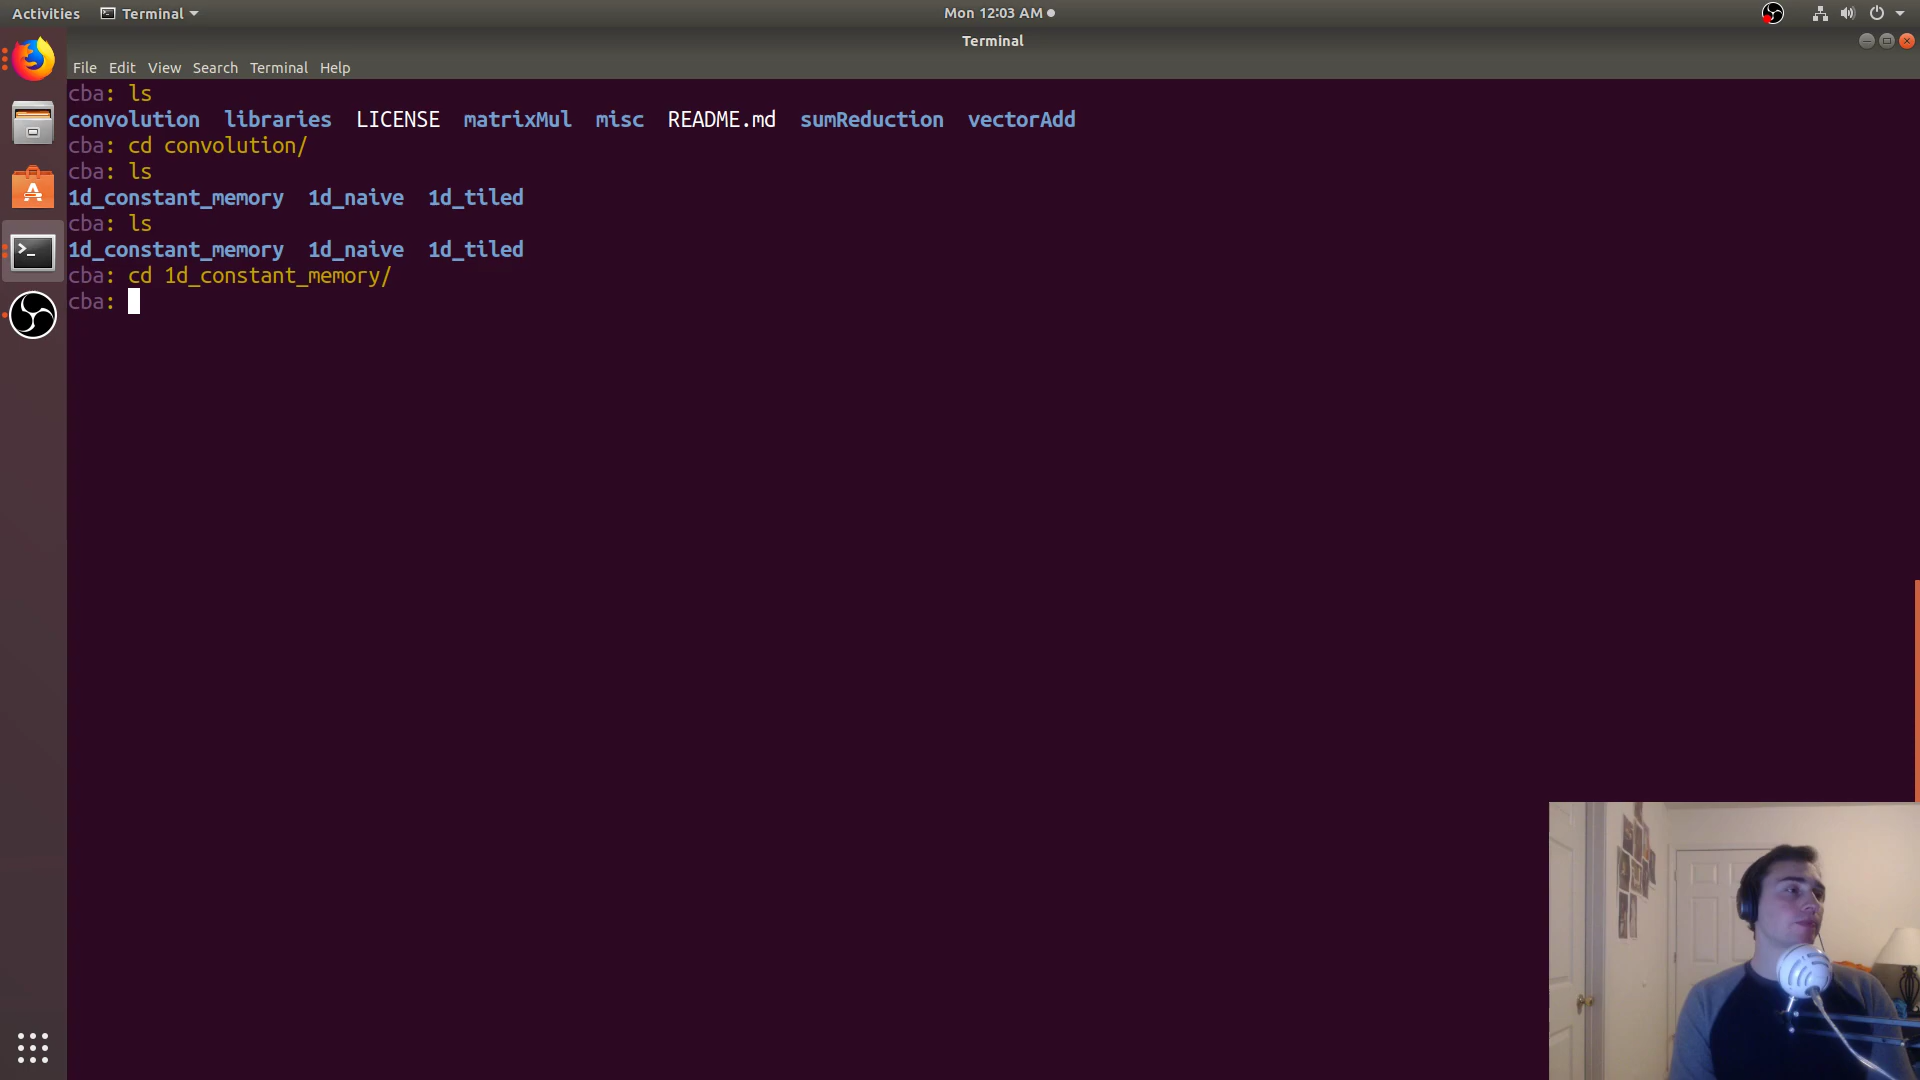 Activities Terminal Mon 12:03 AM
Terminal
File Edit View Search Terminal Help
cba: ls
convolution libraries LICENSE matrixMul misc README.md sumReduction vectorAdd
cba: cd convolution/
cba: ls
1d_constant_memory 1d_naive 1d_tiled
cba: ls
1d_constant_memory 1d_naive 1d_tiled
cba: cd 1d_constant_memory/
cba: